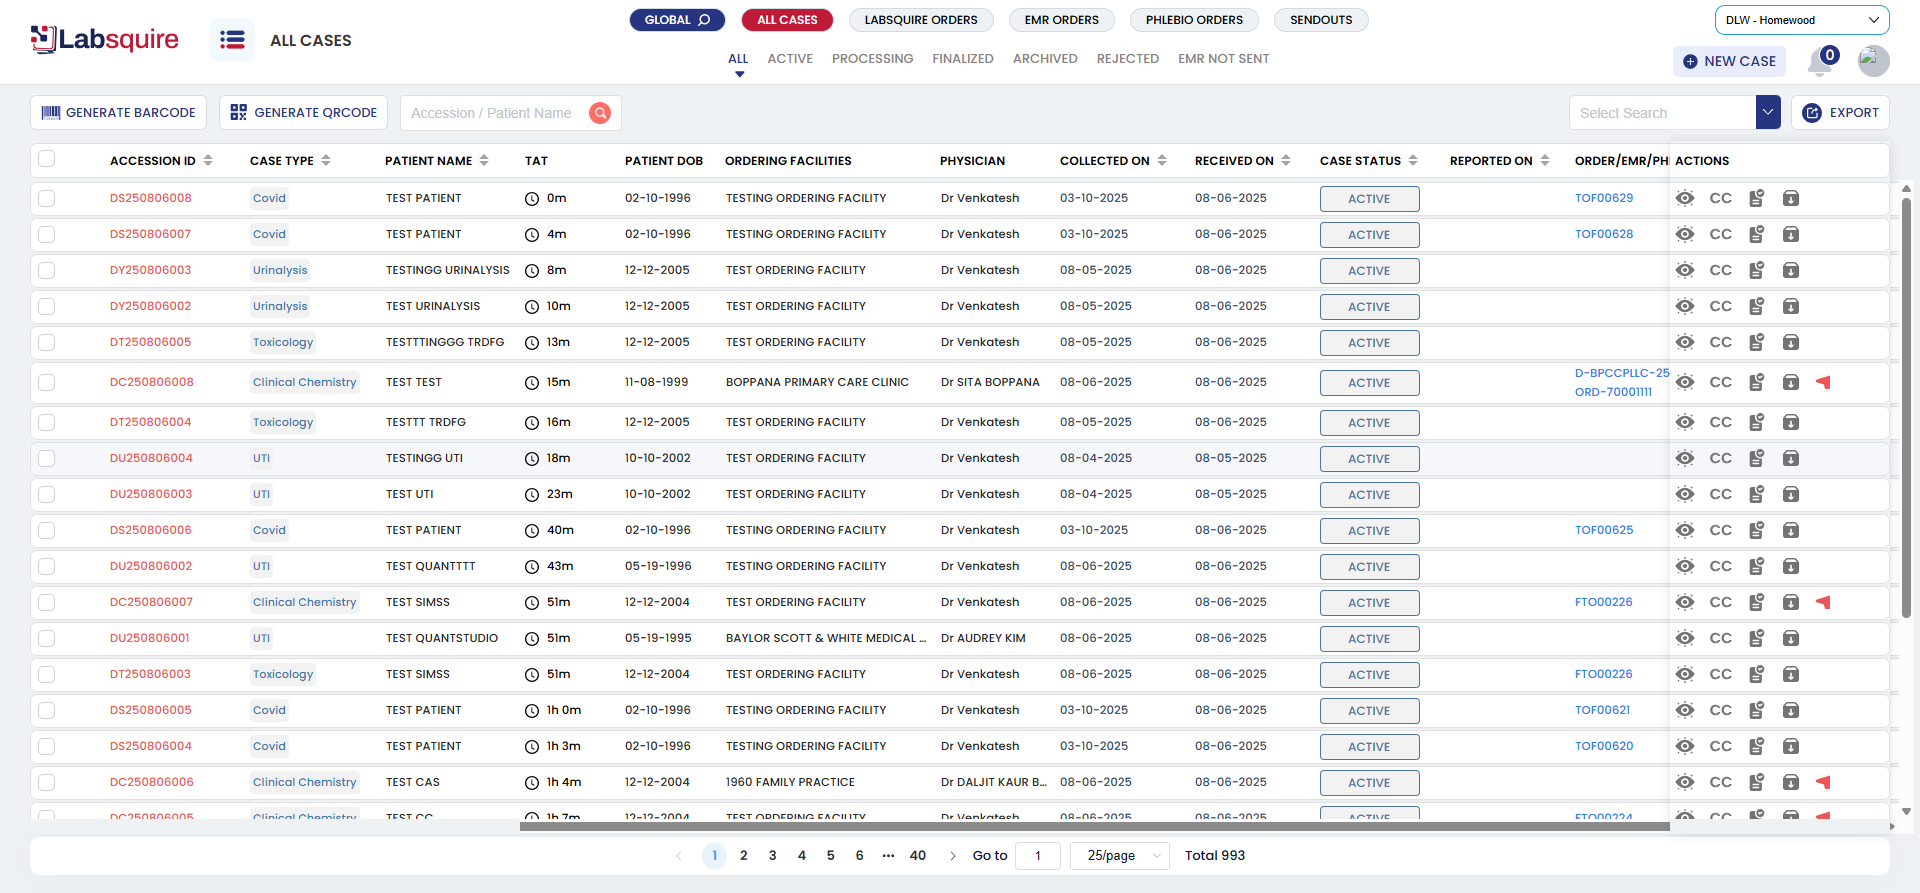 Labsquire
ALL CASES
GLOBAL
ALL CASES
LABSQUIRE ORDERS
EMR ORDERS
PHLEBIO ORDERS
SENDOUTS
DLW - Homewood
ALL ACTIVE PROCESSING FINALIZED ARCHIVED REJECTED EMR NOT SENT
NEW CASE
0
GENERATE BARCODE
GENERATE QRCODE
Accession / Patient Name
Select Search
EXPORT
ACCESSION ID CASE TYPE PATIENT NAME TAT PATIENT DOB ORDERING FACILITIES PHYSICIAN COLLECTED ON RECEIVED ON CASE STATUS REPORTED ON ORDER/EMR/PH ACTIONS
DS250806008 Covid TEST PATIENT 0m 02-10-1996 TESTING ORDERING FACILITY Dr Venkatesh 03-10-2025 08-06-2025 ACTIVE TOF00629 CC
DS250806007 Covid TEST PATIENT 4m 02-10-1996 TESTING ORDERING FACILITY Dr Venkatesh 03-10-2025 08-06-2025 ACTIVE TOF00628 CC
DY250806003 Urinalysis TESTINGG URINALYSIS 8m 12-12-2005 TEST ORDERING FACILITY Dr Venkatesh 08-05-2025 08-06-2025 ACTIVE CC
DY250806002 Urinalysis TEST URINALYSIS 10m 12-12-2005 TEST ORDERING FACILITY Dr Venkatesh 08-05-2025 08-06-2025 ACTIVE CC
DT250806005 Toxicology TESTTTINGGG TRDFG 13m 12-12-2005 TEST ORDERING FACILITY Dr Venkatesh 08-05-2025 08-06-2025 ACTIVE CC
DC250806008 Clinical Chemistry TEST TEST 15m 11-08-1999 BOPPANA PRIMARY CARE CLINIC Dr SITA BOPPANA 08-06-2025 08-06-2025 ACTIVE D-BPCCPLLC-25 CC
ORD-70001111
DT250806004 Toxicology TESTTT TRDFG 16m 12-12-2005 TEST ORDERING FACILITY Dr Venkatesh 08-05-2025 08-06-2025 ACTIVE CC
DU250806004 UTI TESTINGG UTI 18m 10-10-2002 TEST ORDERING FACILITY Dr Venkatesh 08-04-2025 08-05-2025 ACTIVE CC
DU250806003 UTI TEST UTI 23m 10-10-2002 TEST ORDERING FACILITY Dr Venkatesh 08-04-2025 08-05-2025 ACTIVE CC
DS250806006 Covid TEST PATIENT 40m 02-10-1996 TESTING ORDERING FACILITY Dr Venkatesh 03-10-2025 08-06-2025 ACTIVE TOF00625 CC
DU250806002 UTI TEST QUANTTTT 43m 05-19-1996 TESTING ORDERING FACILITY Dr Venkatesh 08-06-2025 08-06-2025 ACTIVE CC
DC250806007 Clinical Chemistry TEST SIMSS 51m 12-12-2004 TEST ORDERING FACILITY Dr Venkatesh 08-06-2025 08-06-2025 ACTIVE FTO00226 CC
DU250806001 UTI TEST QUANTSTUDIO 51m 05-19-1995 BAYLOR SCOTT & WHITE MEDICAL ... Dr AUDREY KIM 08-06-2025 08-06-2025 ACTIVE CC
DT250806003 Toxicology TEST SIMSS 51m 12-12-2004 TEST ORDERING FACILITY Dr Venkatesh 08-06-2025 08-06-2025 ACTIVE FTO00226 CC
DS250806005 Covid TEST PATIENT 1h 0m 02-10-1996 TESTING ORDERING FACILITY Dr Venkatesh 03-10-2025 08-06-2025 ACTIVE TOF00621 CC
DS250806004 Covid TEST PATIENT 1h 3m 02-10-1996 TESTING ORDERING FACILITY Dr Venkatesh 03-10-2025 08-06-2025 ACTIVE TOF00620 CC
DC250806006 Clinical Chemistry TEST CAS 1h 4m 12-12-2004 1960 FAMILY PRACTICE Dr DALJIT KAUR B... 08-06-2025 08-06-2025 ACTIVE CC
DC250806005 Clinical Chemistry TEST CC 1h 7m 12-12-2004 TEST ORDERING FACILITY Dr Venkatesh 08-06-2025 08-06-2025 ACTIVE FTO00224 CC
1 2 3 4 5 6 ••• 40 Go to 1 25/page Total 993